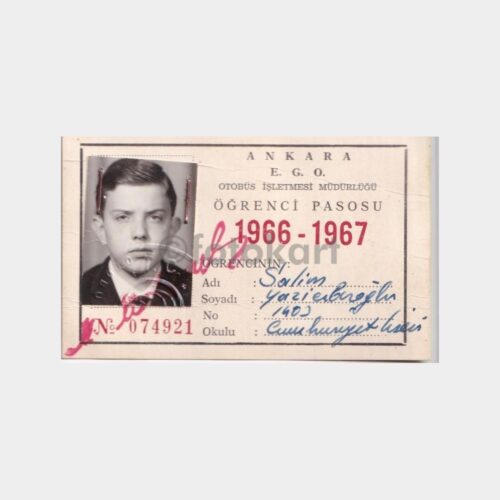 ANKARA
E. G. O.
OTOBÜS İŞLETMESİ MÜDÜRLÜĞÜ
ÖĞRENCİ PASOSU
1966 - 1967
©fotokart
ÖĞRENCİNİN
Adı : Salim
Soyadı : Yazıcıbaroğlu
No : 1403
Okulu : Cumhuriyet Lisesi
No 074921